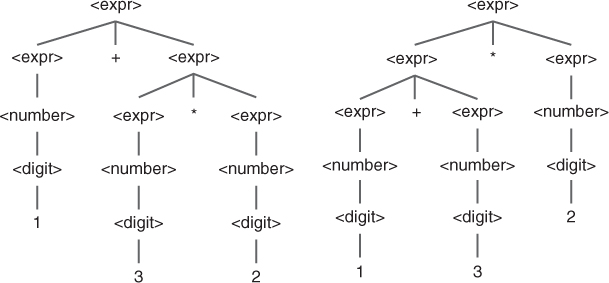 <expr> <expr>
<expr> + <expr> <expr> * <expr>
<number> <expr> * <expr> <expr> + <expr> <number>
<digit> <number> <number> <number> <number> <digit>
1 <digit> <digit> <digit> <digit> 2
3 2 1 3